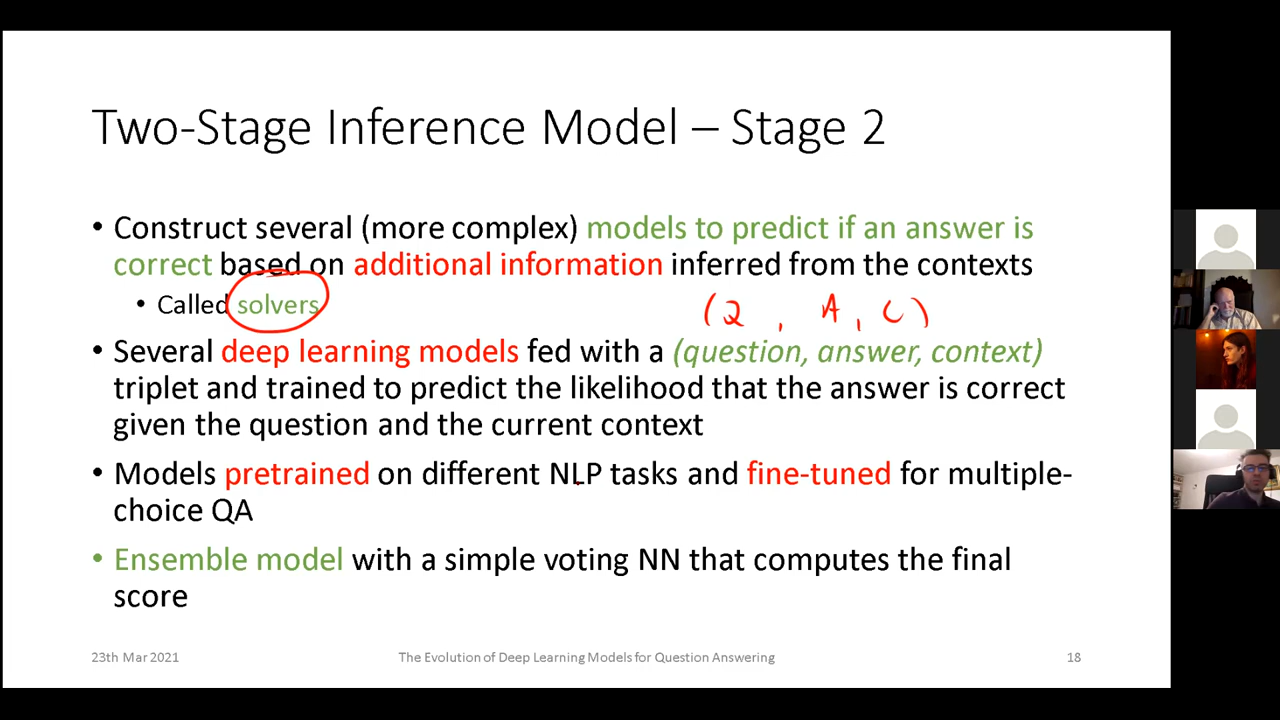 Two-Stage Inference Model – Stage 2
• Construct several (more complex) models to predict if an answer is
correct based on additional information inferred from the contexts
• Called solvers
(Q, A, C)
• Several deep learning models fed with a (question, answer, context)
triplet and trained to predict the likelihood that the answer is correct
given the question and the current context
• Models pretrained on different NLP tasks and fine-tuned for multiple-
choice QA
• Ensemble model with a simple voting NN that computes the final
score
23th Mar 2021
The Evolution of Deep Learning Models for Question Answering
18